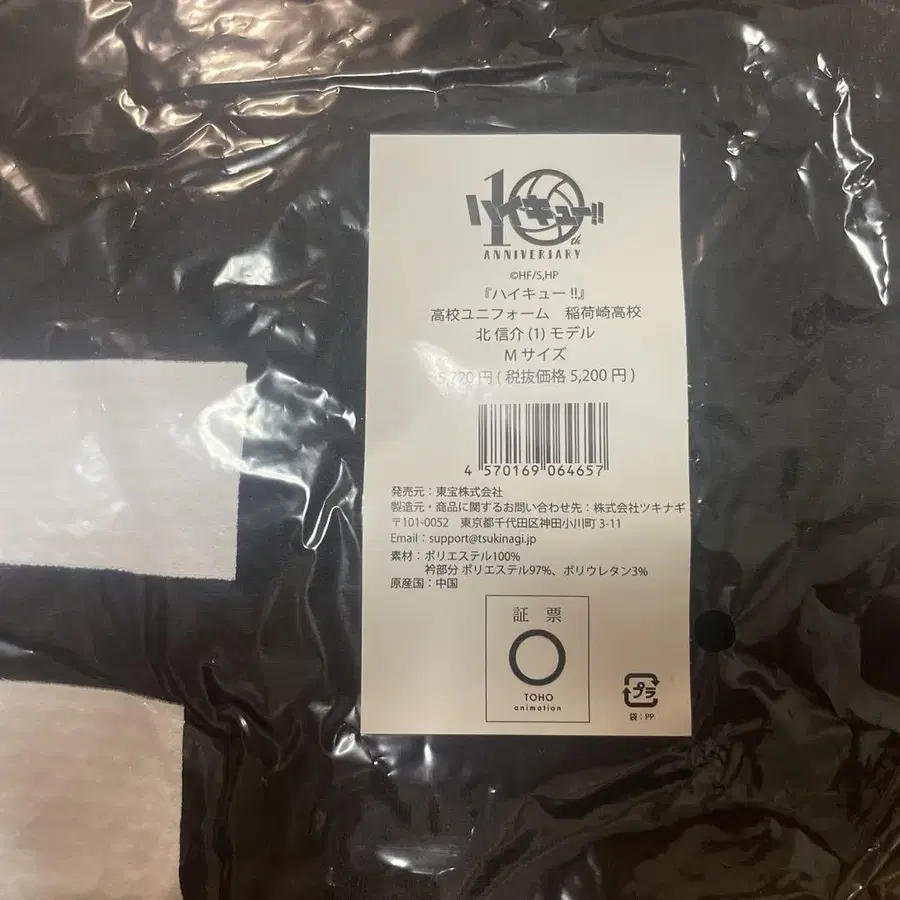 10th
ハイキュー!!
ANNIVERSARY
©HF/S,HP
『ハイキュー!!』
高校ユニフォーム　稲荷崎高校
北 信介 (1) モデル
M サイズ
5,720 円 ( 税抜価格 5,200 円 )
4 570169 064657
発売元：東宝株式会社
製造元・商品に関するお問い合わせ先：株式会社ツキナギ
〒101-0052　東京都千代田区神田小川町 3-11
Email：support@tsukinagi.jp
素材：ポリエステル100%
衿部分 ポリエステル97%、ポリウレタン3%
原産国：中国
証 票
TOHO
animation
プラ
袋：PP